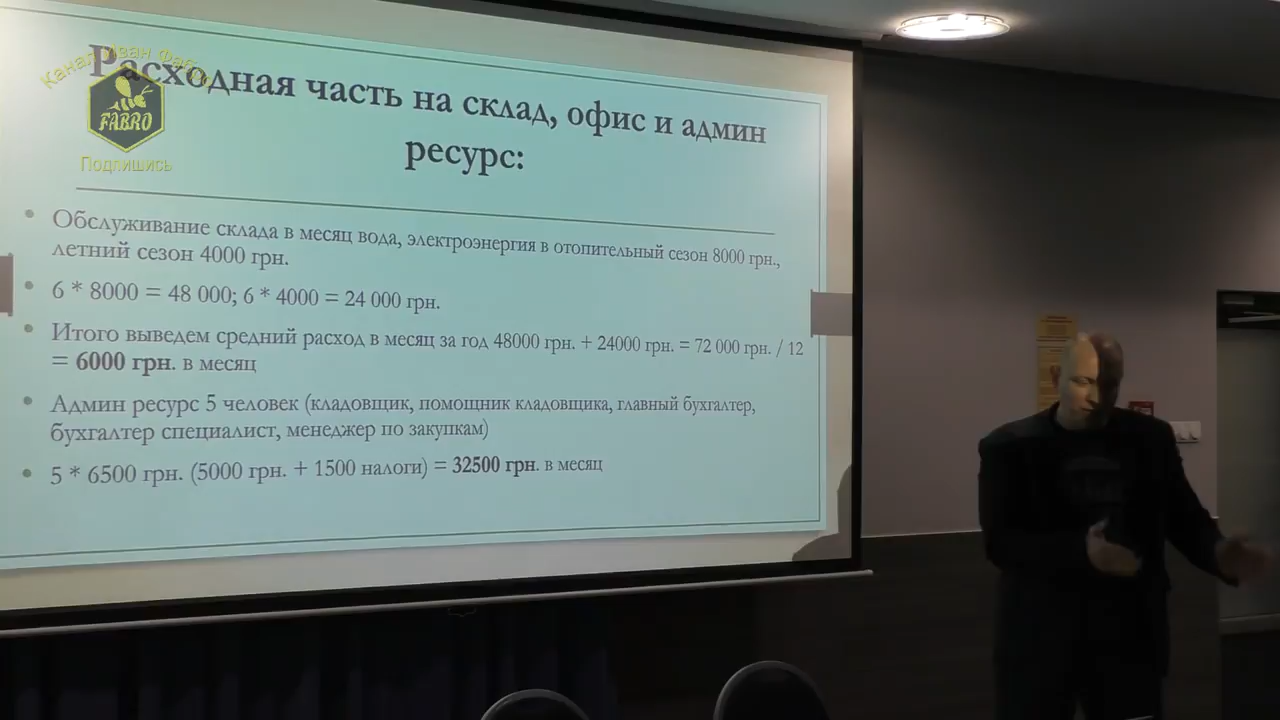 Канал Иван
FABRO
Подпишись
Расходная часть на склад, офис и админ
ресурс:
Обслуживание склада в месяц вода, электроэнергия в отопительный сезон 8000 грн.,
летний сезон 4000 грн.
6 * 8000 = 48 000; 6 * 4000 = 24 000 грн.
Итого выведем средний расход в месяц за год 48000 грн. + 24000 грн. = 72 000 грн. / 12
= 6000 грн. в месяц
Админ ресурс 5 человек (кладовщик, помощник кладовщика, главный бухгалтер,
бухгалтер специалист, менеджер по закупкам)
5 * 6500 грн. (5000 грн. + 1500 налоги) = 32500 грн. в месяц